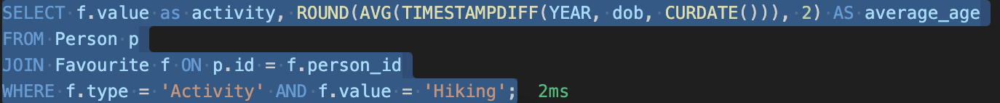 SELECT f.value as activity, ROUND(AVG(TIMESTAMPDIFF(YEAR, dob, CURDATE())), 2) AS average_age
FROM Person p
JOIN Favourite f ON p.id = f.person_id
WHERE f.type = 'Activity' AND f.value = 'Hiking'; 2ms